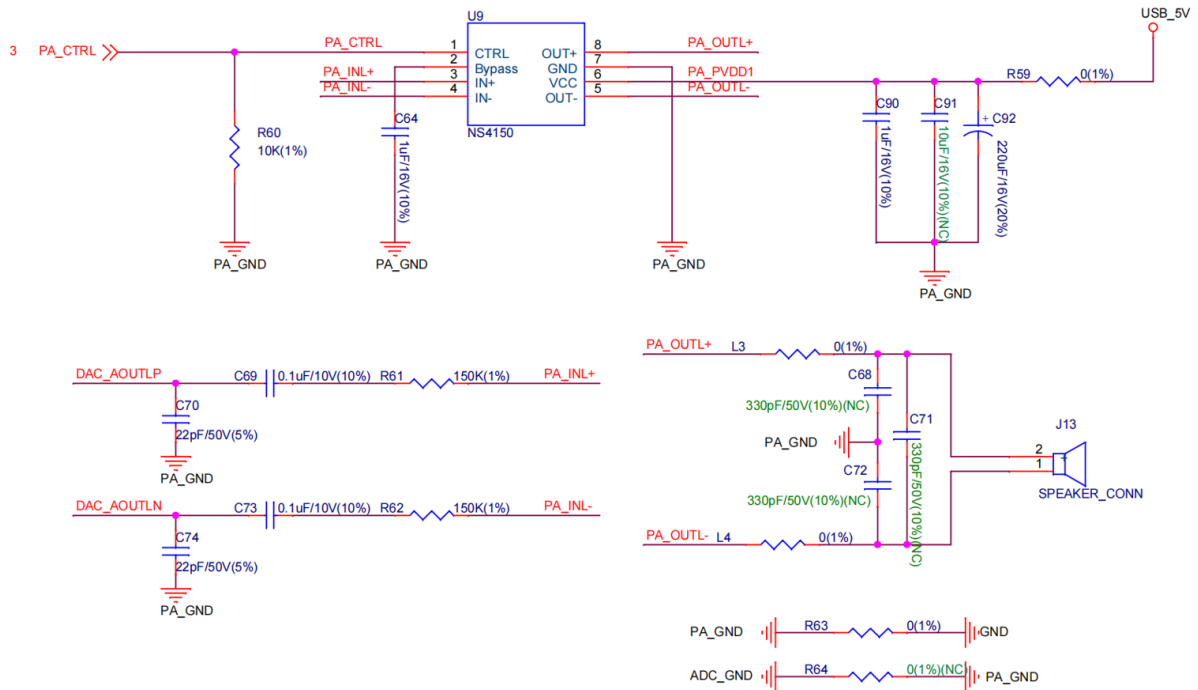 USB_5V
U9
3 PA_CTRL
PA_CTRL
1 CTRL
OUT+ 8
PA_OUTL+
2 Bypass
GND 7
PA_INL+
3 IN+
VCC 6
PA_PVDD1
R59
0(1%)
PA_INL-
4 IN-
OUT- 5
PA_OUTL-
NS4150
R60
10K(1%)
C64
1uF/16V(10%)
C90
1uF/16V(10%)
C91
10uF/16V(10%)(NC)
+ C92
220uF/16V(20%)
PA_GND
PA_GND
PA_GND
PA_GND
DAC_AOUTLP
C69
0.1uF/10V(10%)
R61
150K(1%)
PA_INL+
C70
22pF/50V(5%)
PA_GND
DAC_AOUTLN
C73
0.1uF/10V(10%)
R62
150K(1%)
PA_INL-
C74
22pF/50V(5%)
PA_GND
PA_OUTL+
L3
0(1%)
C68
330pF/50V(10%)(NC)
C71
330pF/50V(10%)(NC)
PA_GND
C72
330pF/50V(10%)(NC)
PA_OUTL-
L4
0(1%)
J13
2
+
1
SPEAKER_CONN
PA_GND
R63
0(1%)
GND
ADC_GND
R64
0(1%)(NC)
PA_GND